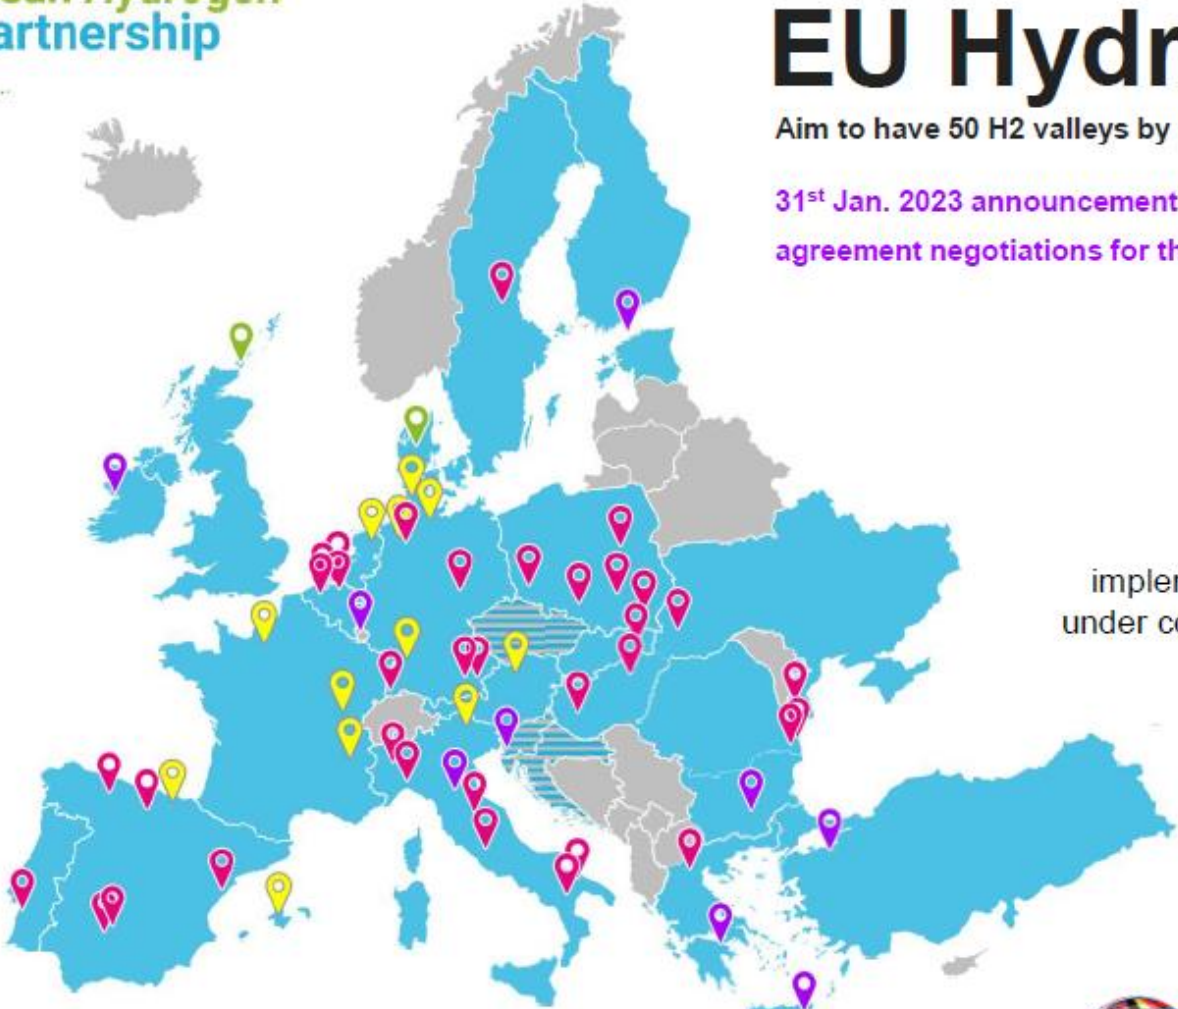 artnership
EU Hydr
Aim to have 50 H2 valleys by
31st Jan. 2023 announcement
agreement negotiations for th
implem
under co